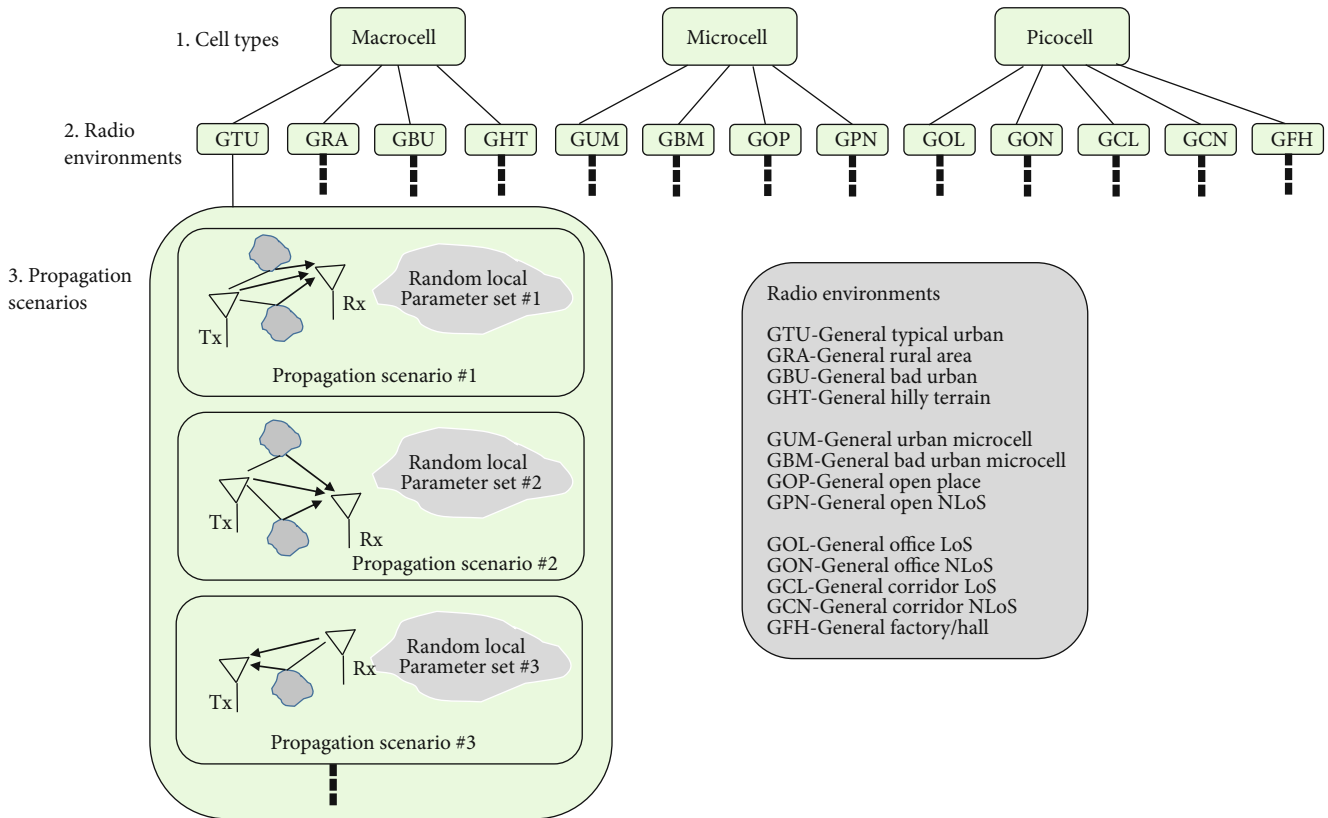 1. Cell types
Macrocell
Microcell
Picocell
2. Radio
environments
GTU
GRA
GBU
GHT
GUM
GBM
GOP
GPN
GOL
GON
GCL
GCN
GFH
3. Propagation
scenarios
Tx
Rx
Random local
Parameter set #1
Propagation scenario #1
Tx
Rx
Random local
Parameter set #2
Propagation scenario #2
Tx
Rx
Random local
Parameter set #3
Propagation scenario #3
Radio environments
GTU-General typical urban
GRA-General rural area
GBU-General bad urban
GHT-General hilly terrain
GUM-General urban microcell
GBM-General bad urban microcell
GOP-General open place
GPN-General open NLoS
GOL-General office LoS
GON-General office NLoS
GCL-General corridor LoS
GCN-General corridor NLoS
GFH-General factory/hall